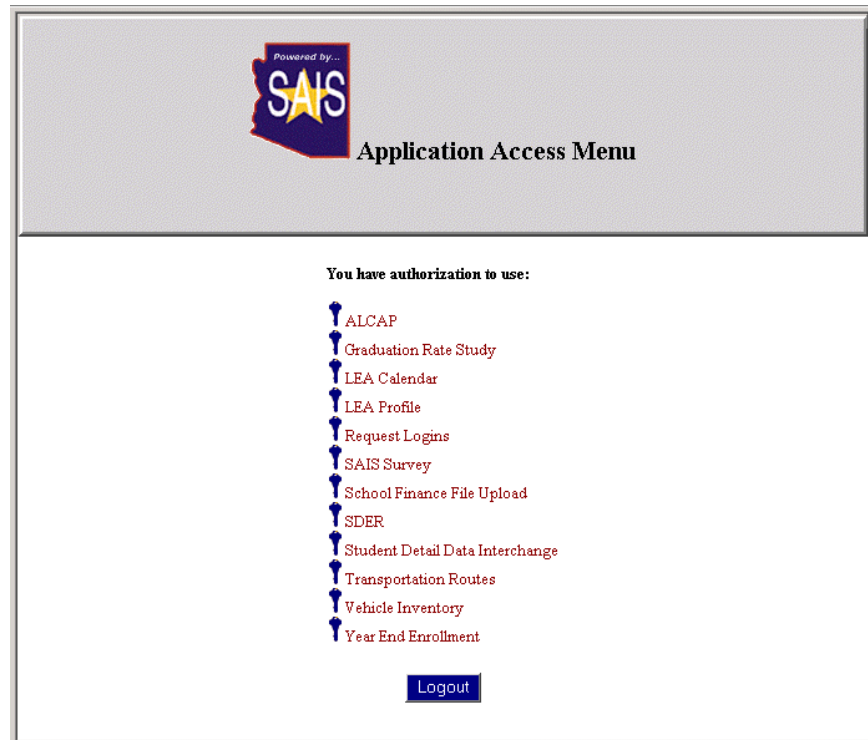 Powered by...
SAIS
Application Access Menu
You have authorization to use:
ALCAP
Graduation Rate Study
LEA Calendar
LEA Profile
Request Logins
SAIS Survey
School Finance File Upload
SDER
Student Detail Data Interchange
Transportation Routes
Vehicle Inventory
Year End Enrollment
Logout